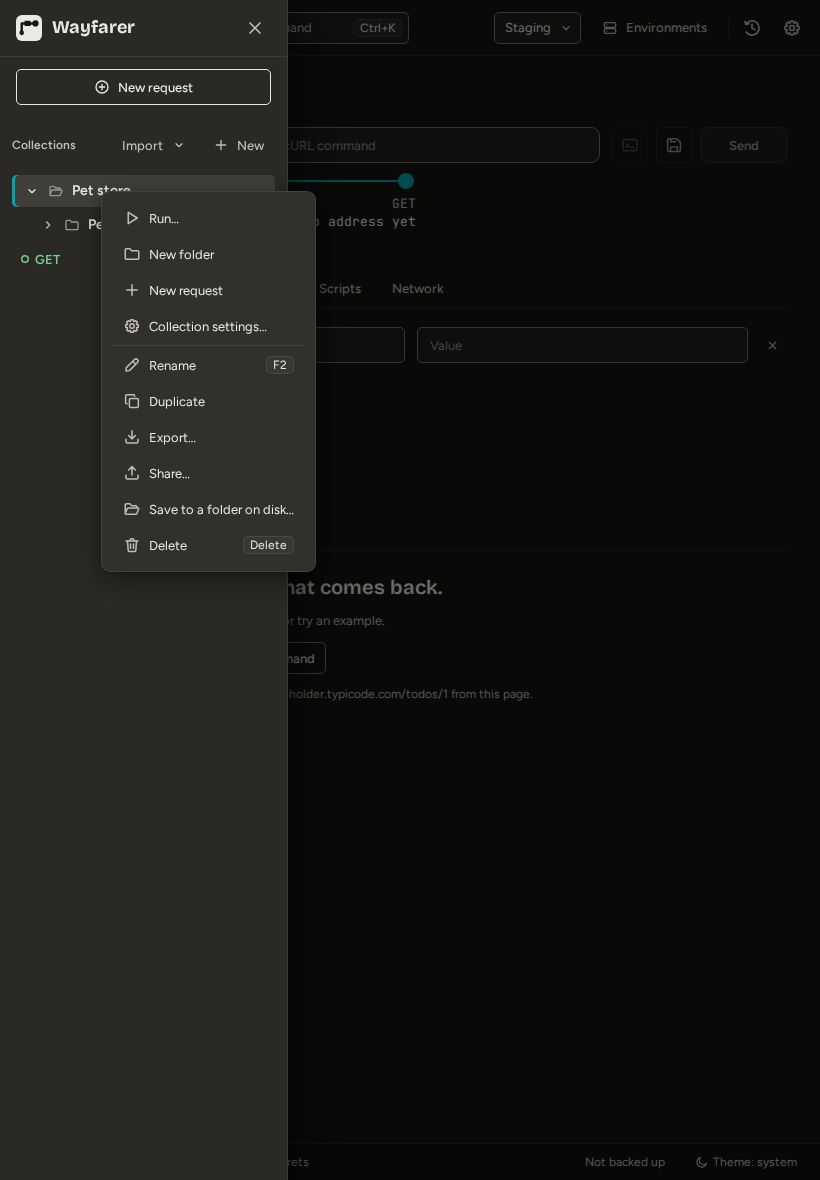 Wayfarer
Ctrl+K
Staging
Environments
New request
Collections
Import
New
cURL command
Send
Pet store
GET
address yet
GET
Run...
New folder
New request
Collection settings...
Rename
F2
Duplicate
Export...
Share...
Save to a folder on disk...
Delete
Delete
Scripts
Network
Value
comes back.
or try an example.
holder.typicode.com/todos/1 from this page.
Not backed up
Theme: system